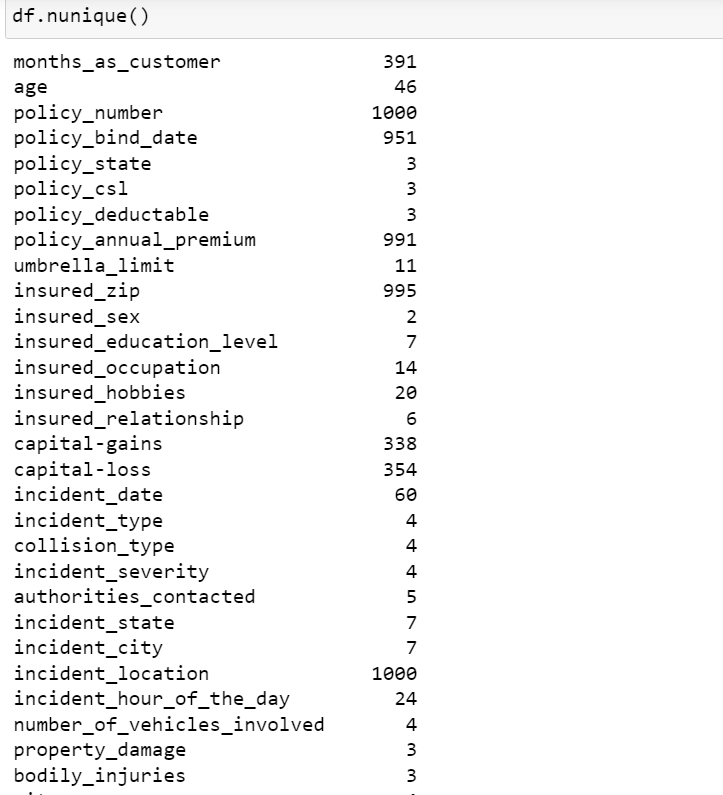 df.nunique()
months_as_customer 391
age 46
policy_number 1000
policy_bind_date 951
policy_state 3
policy_csl 3
policy_deductable 3
policy_annual_premium 991
umbrella_limit 11
insured_zip 995
insured_sex 2
insured_education_level 7
insured_occupation 14
insured_hobbies 20
insured_relationship 6
capital-gains 338
capital-loss 354
incident_date 60
incident_type 4
collision_type 4
incident_severity 4
authorities_contacted 5
incident_state 7
incident_city 7
incident_location 1000
incident_hour_of_the_day 24
number_of_vehicles_involved 4
property_damage 3
bodily_injuries 3